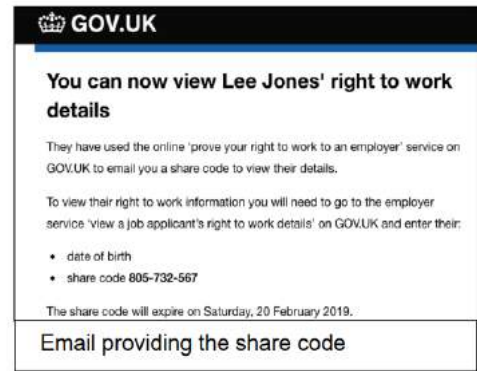 GOV.UK
You can now view Lee Jones' right to work
details
They have used the online 'prove your right to work to an employer' service on
GOV.UK to email you a share code to view their details.
To view their right to work information you will need to go to the employer
service 'view a job applicant's right to work details' on GOV.UK and enter their:
• date of birth
• share code 805-732-567
The share code will expire on Saturday, 20 February 2019.
Email providing the share code